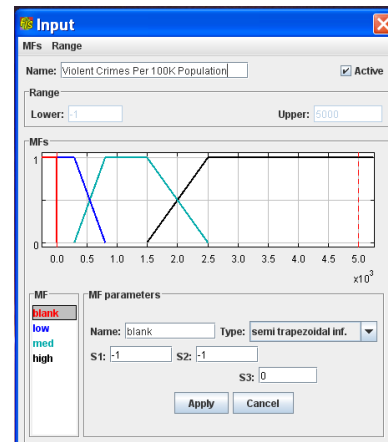 fis Input
MFs Range
Name: Violent Crimes Per 100K Population Active
Range
Lower: -1 Upper: 5000
MFs
1
0
0.0 0.5 1.0 1.5 2.0 2.5 3.0 3.5 4.0 4.5 5.0
x10³
MF MF parameters
blank
low
med
high
Name: blank Type: semi trapezoidal inf.
S1: -1 S2: -1
S3: 0
Apply Cancel